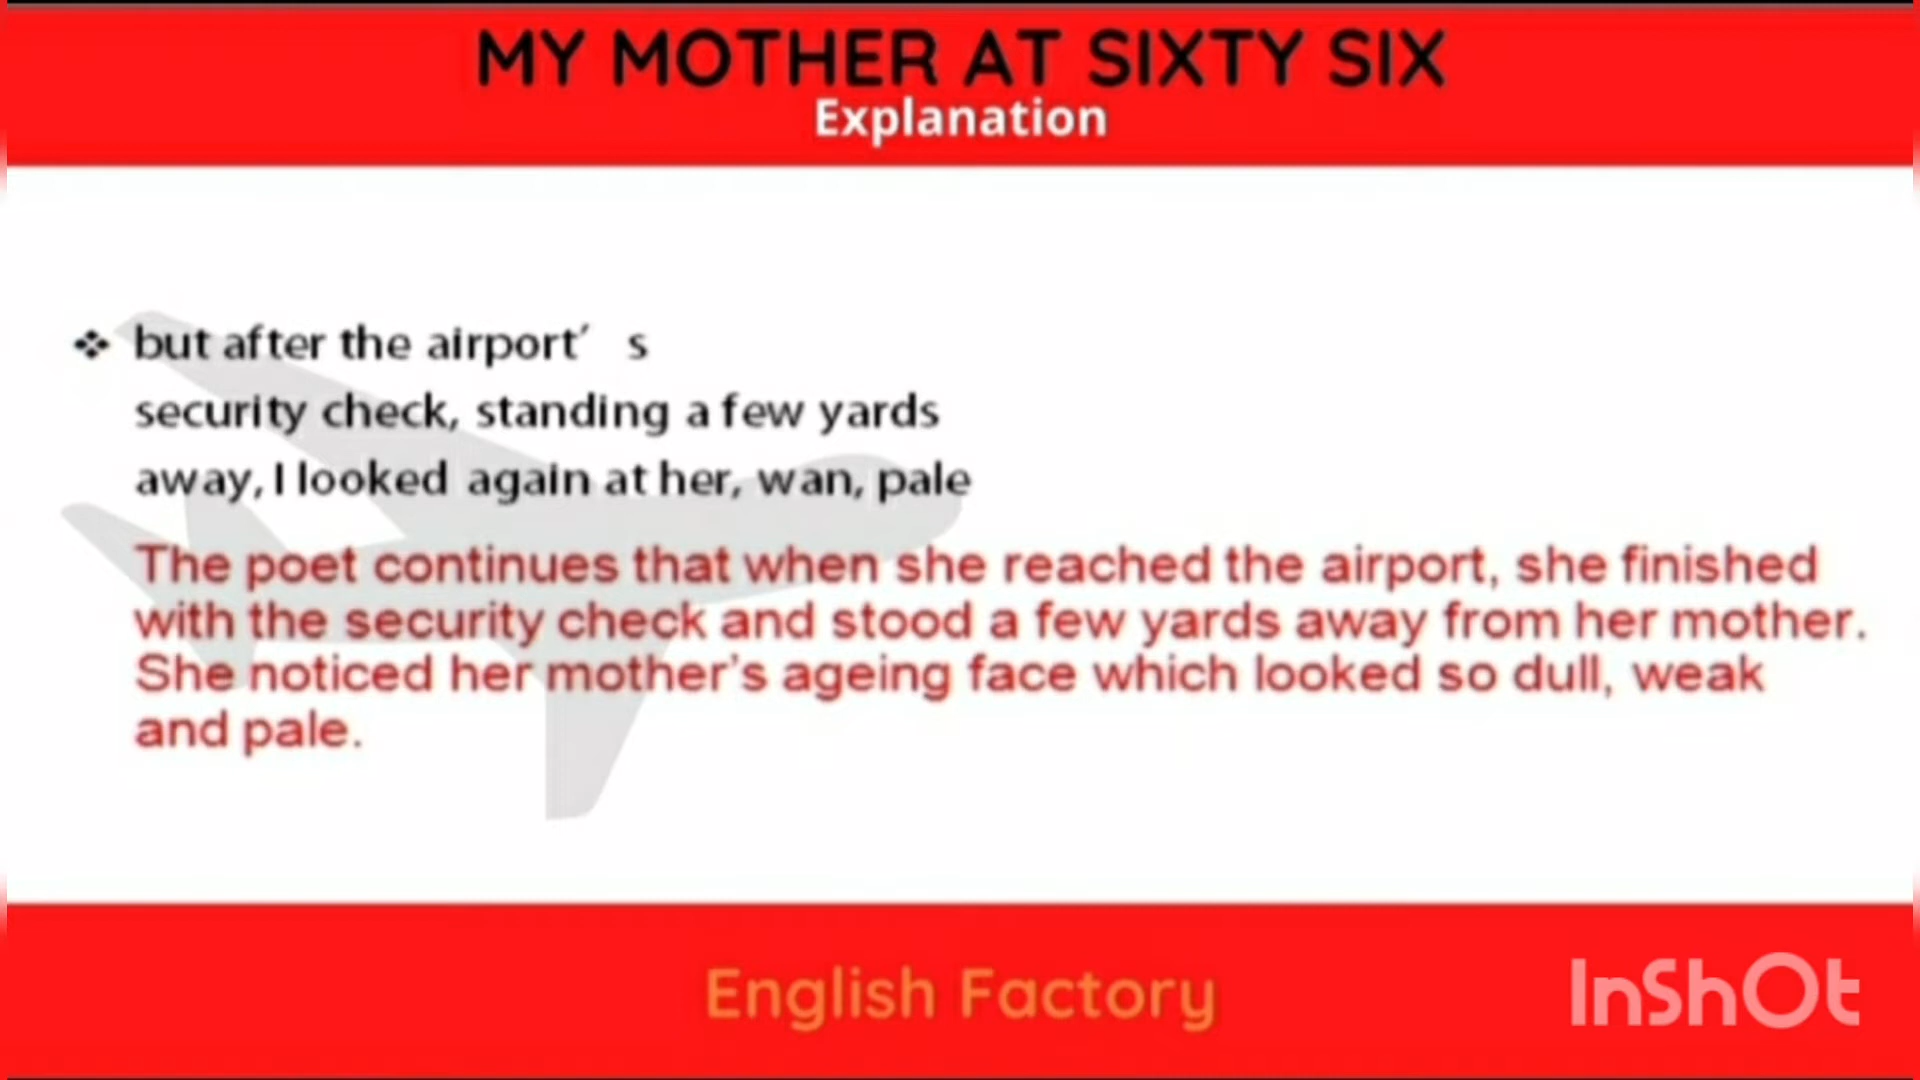 MY MOTHER AT SIXTY SIX
Explanation
❖ but after the airport′ s
security check, standing a few yards
away, I looked again at her, wan, pale
The poet continues that when she reached the airport, she finished
with the security check and stood a few yards away from her mother.
She noticed her mother's ageing face which looked so dull, weak
and pale.
English Factory
InShOt